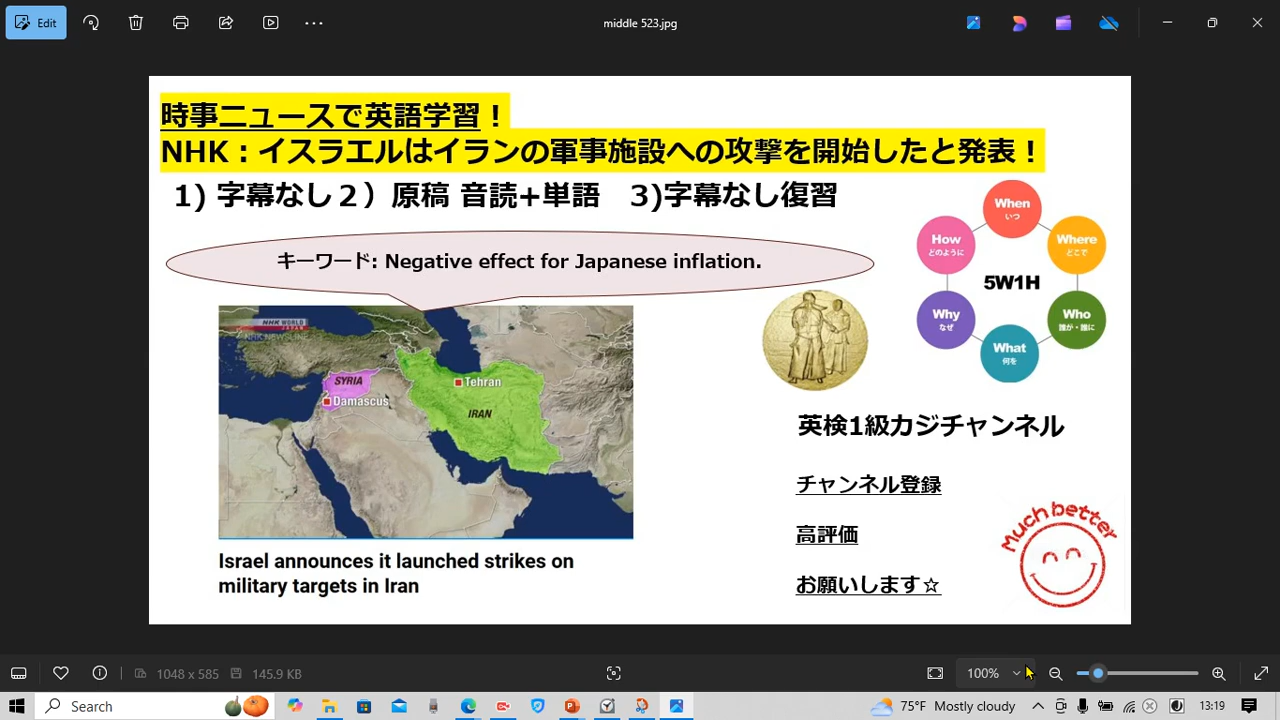 Edit
middle 523.jpg
時事ニュースで英語学習！
NHK：イスラエルはイランの軍事施設への攻撃を開始したと発表！
1) 字幕なし２）原稿 音読+単語　3)字幕なし復習
キーワード: Negative effect for Japanese inflation.
When
いつ
How
どのように
Where
どこで
5W1H
Why
なぜ
Who
誰が・誰に
What
何を
NHK WORLD
JAPAN
NHK NEWSLINE
SYRIA
Damascus
Tehran
IRAN
Israel announces it launched strikes on
military targets in Iran
英検1級カジチャンネル
チャンネル登録
高評価
お願いします☆
Much better
1048 x 585
145.9 KB
100%
Search
75°F Mostly cloudy
13:19